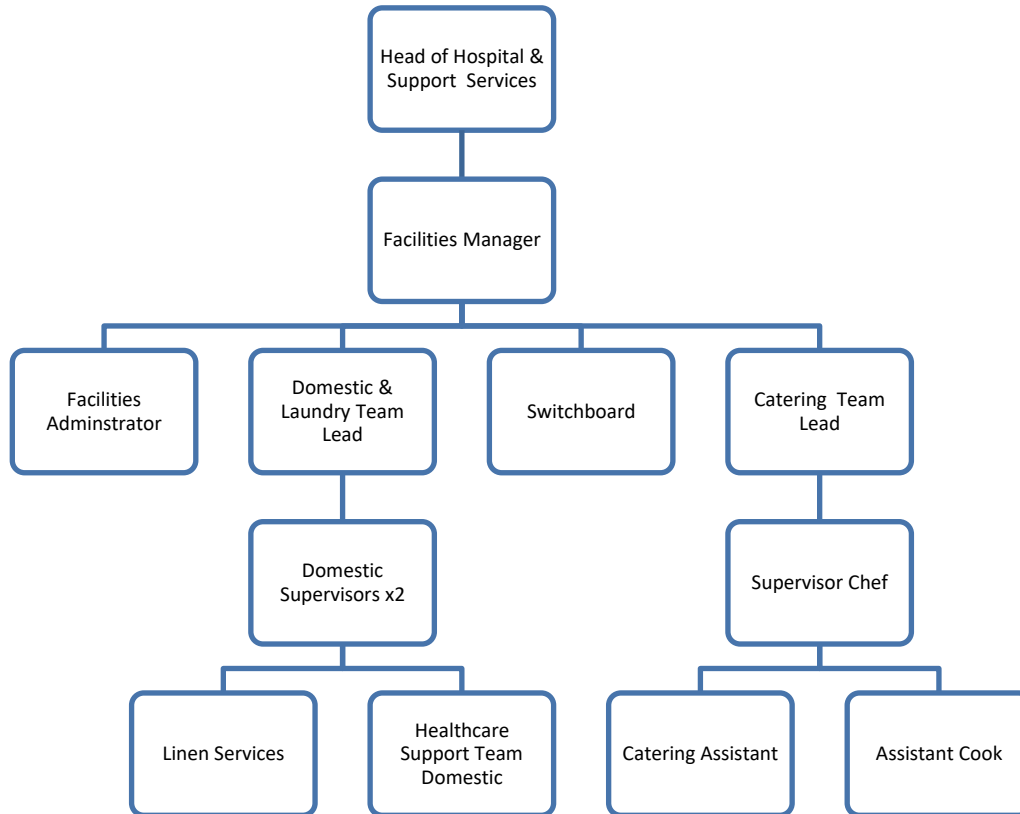 Head of Hospital &
Support Services
Facilities Manager
Facilities
Adminstrator
Domestic &
Laundry Team
Lead
Switchboard
Catering Team
Lead
Domestic
Supervisors x2
Supervisor Chef
Linen Services
Healthcare
Support Team
Domestic
Catering Assistant
Assistant Cook